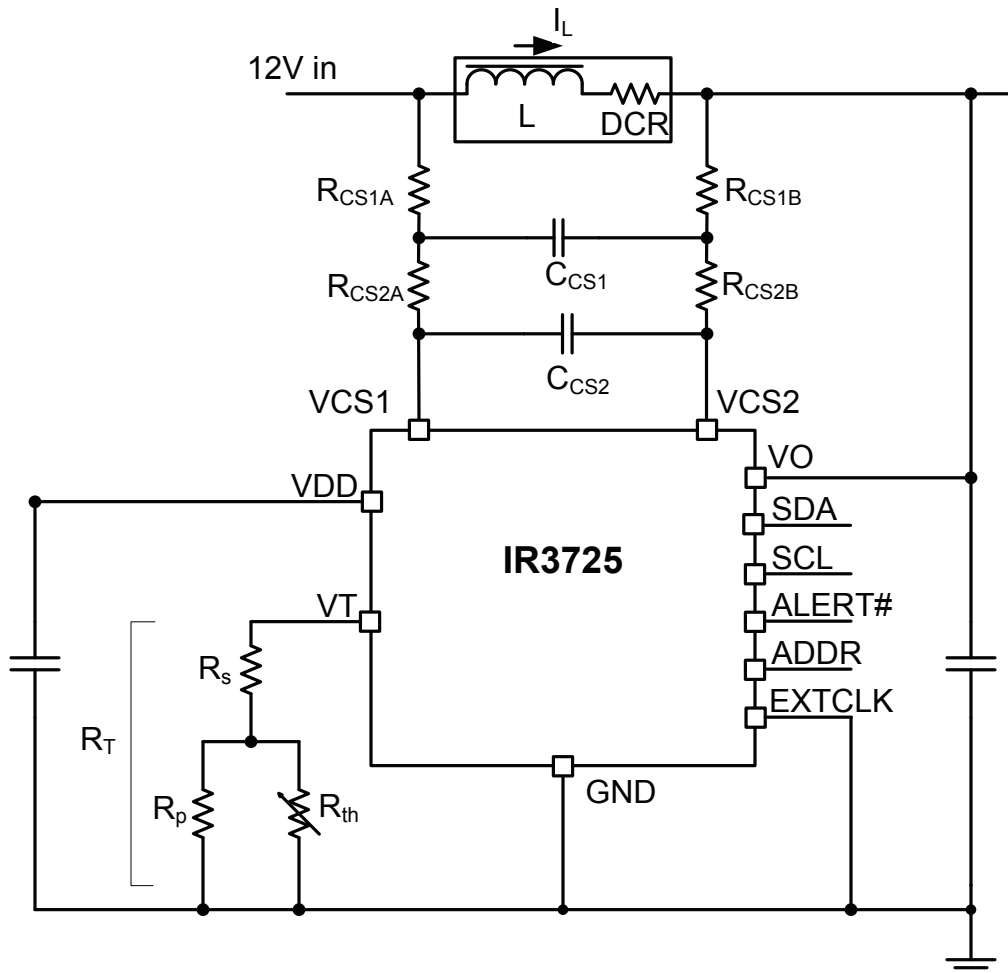 I_L
12V in
L
DCR
R_CS1A
R_CS1B
C_CS1
R_CS2A
R_CS2B
C_CS2
VCS1
VCS2
VO
VDD
SDA
IR3725
SCL
VT
ALERT#
R_s
ADDR
EXTCLK
R_T
GND
R_p
R_th